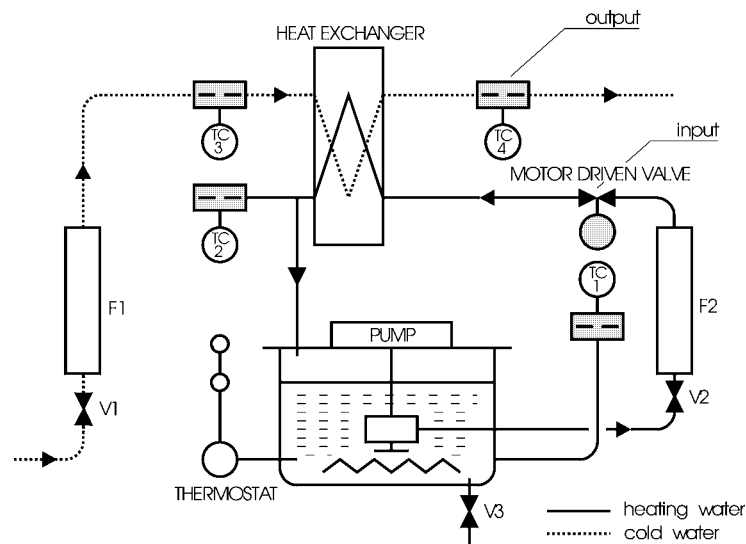 output
HEAT EXCHANGER
TC
3
TC
4
input
MOTOR DRIVEN VALVE
TC
2
TC
1
F1
F2
PUMP
V1
V2
THERMOSTAT
V3
heating water
cold water